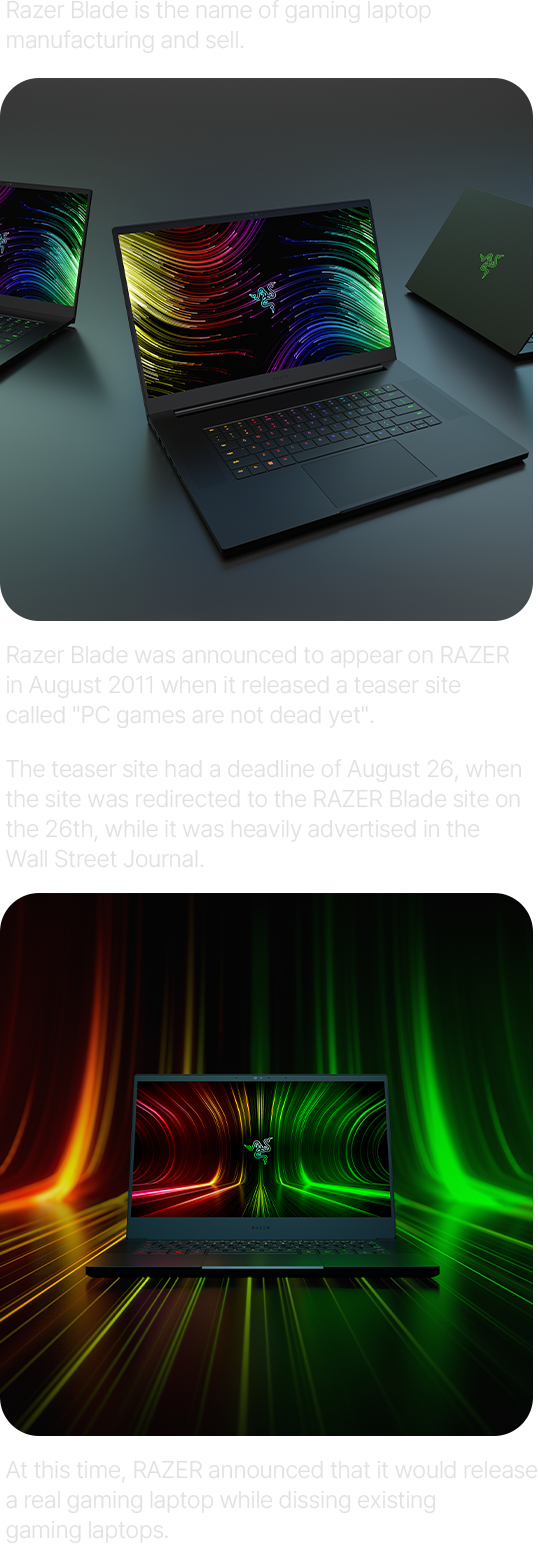 Razer Blade is the name of gaming laptop
manufacturing and sell.
Razer Blade was announced to appear on RAZER
in August 2011 when it released a teaser site
called "PC games are not dead yet".
The teaser site had a deadline of August 26, when
the site was redirected to the RAZER Blade site on
the 26th, while it was heavily advertised in the
Wall Street Journal.
RAZER
At this time, RAZER announced that it would release
a real gaming laptop while dissing existing
gaming laptops.